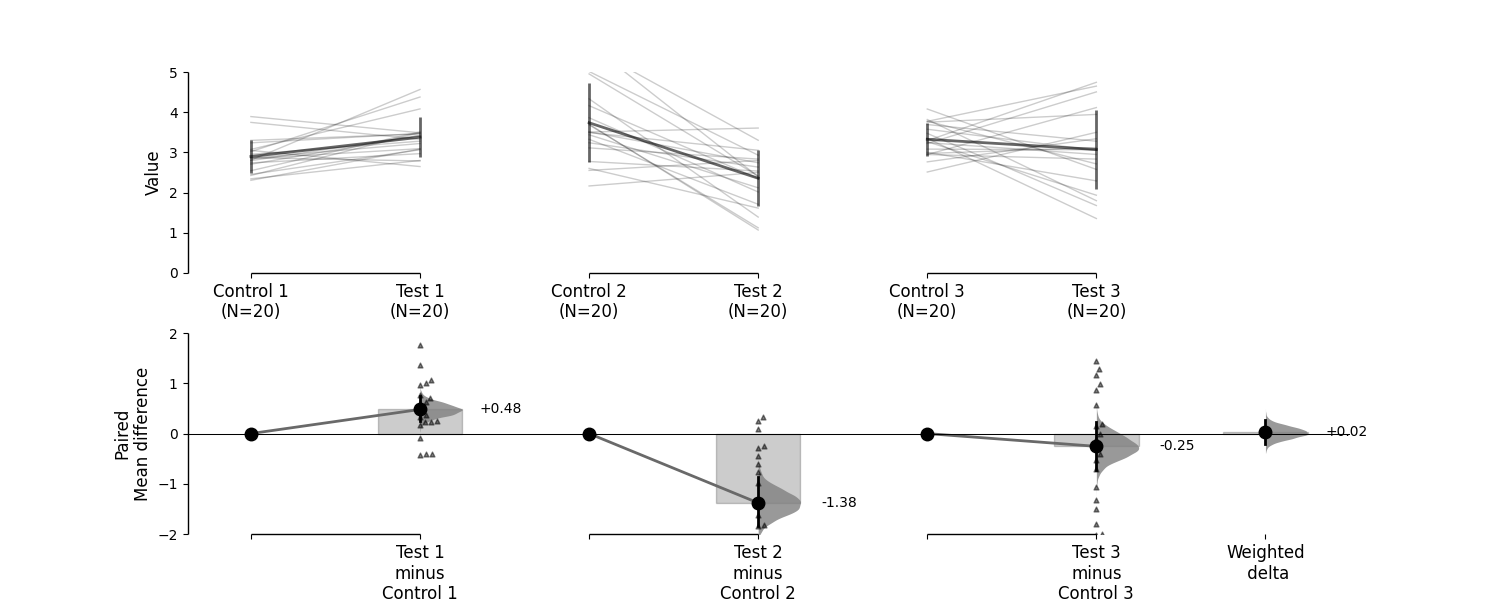 5
4
3
2
1
0
Value
Control 1
(N=20)
Test 1
(N=20)
Control 2
(N=20)
Test 2
(N=20)
Control 3
(N=20)
Test 3
(N=20)
2
1
0
−1
−2
Paired
Mean difference
+0.48
-1.38
-0.25
+0.02
Test 1
minus
Control 1
Test 2
minus
Control 2
Test 3
minus
Control 3
Weighted
delta